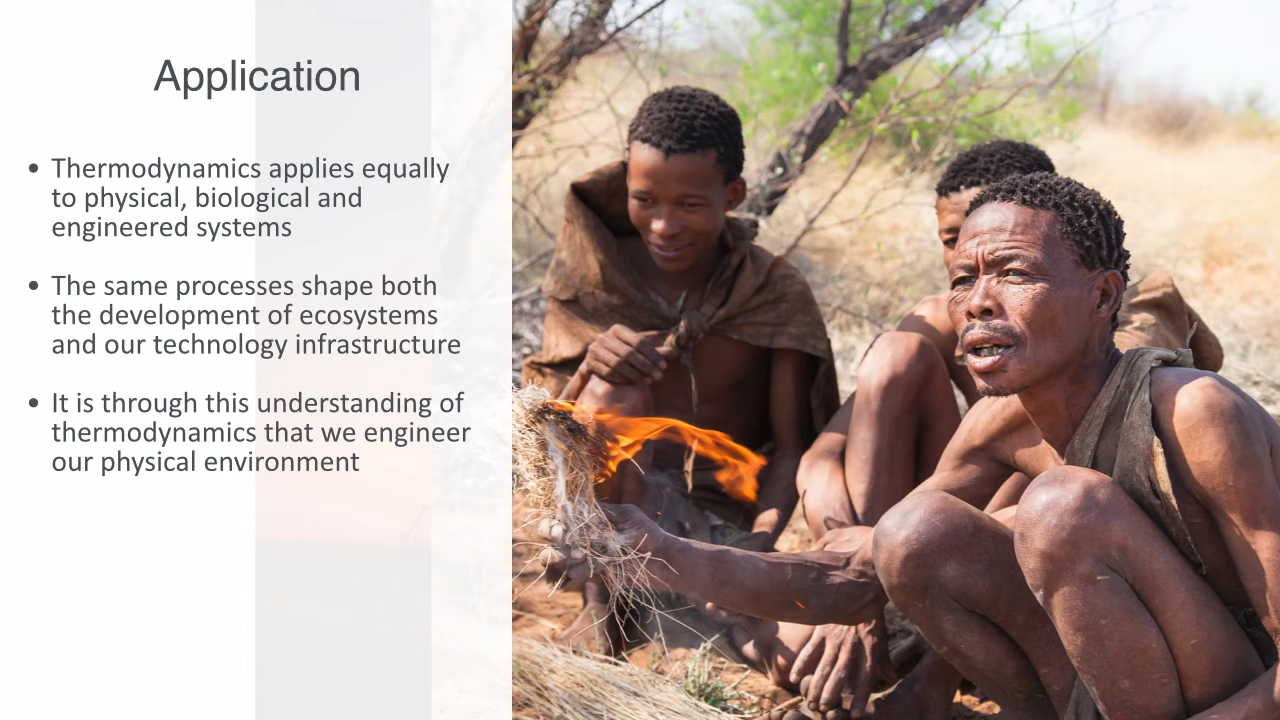 Application
• Thermodynamics applies equally
to physical, biological and
engineered systems
• The same processes shape both
the development of ecosystems
and our technology infrastructure
• It is through this understanding of
thermodynamics that we engineer
our physical environment